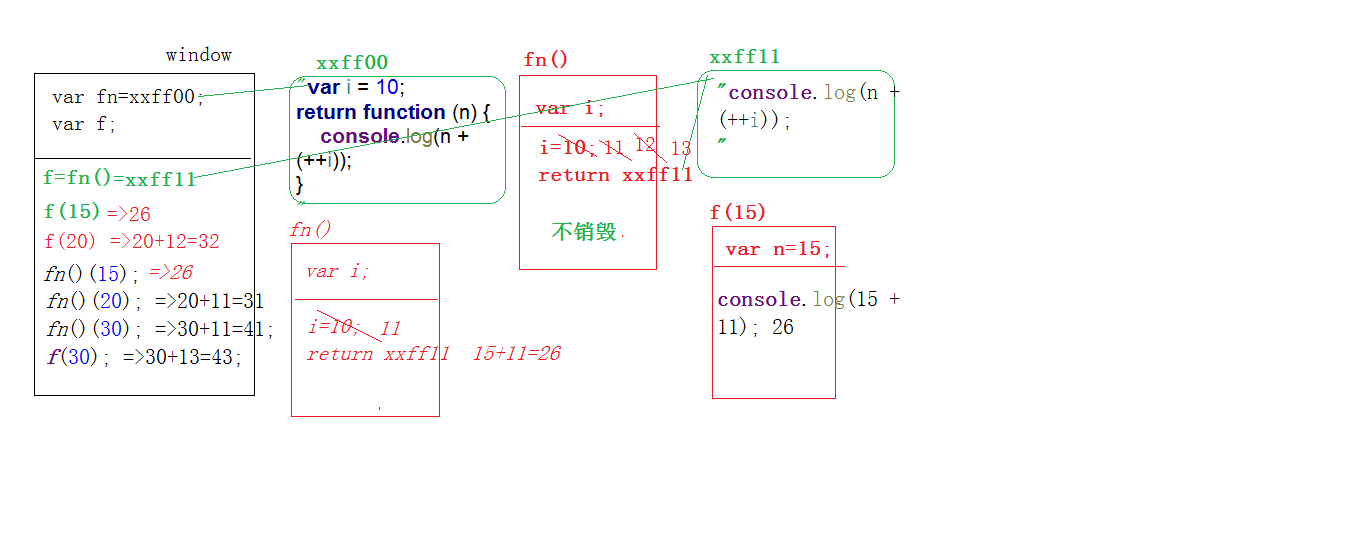 window
var fn=xxff00;
var f;
f=fn()=xxff11
f(15) =>26
f(20) =>20+12=32
fn()(15); =>26
fn()(20); =>20+11=31
fn()(30); =>30+11=41;
f(30); =>30+13=43;
xxff00
"var i = 10;
return function (n) {
console.log(n +
(++i));
}
"
fn()
var i;
i=10; 11
return xxff11 15+11=26
fn()
var i;
i=10; 11 12 13
return xxff11
不销毁.
xxff11
"console.log(n +
(++i));
"
f(15)
var n=15;
console.log(15 +
11); 26